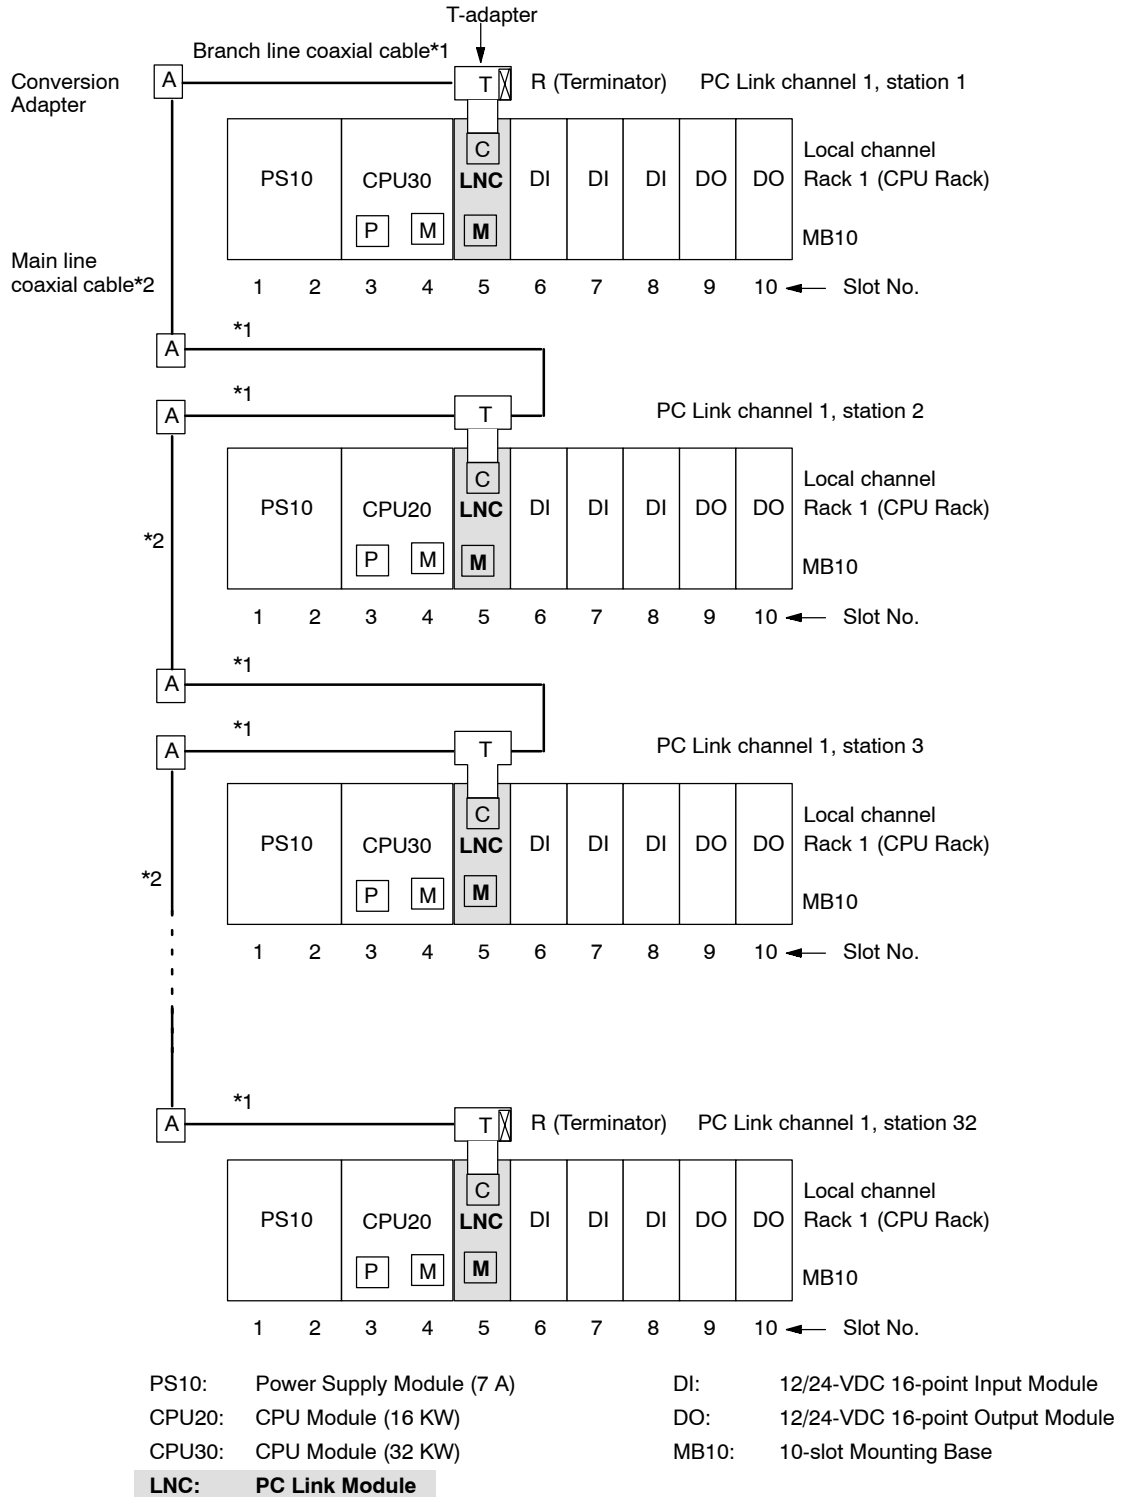 T-adapter
Branch line coaxial cable*1
Conversion
Adapter
A
T
R (Terminator)
PC Link channel 1, station 1
C
PS10
CPU30
LNC
DI
DI
DI
DO
DO
Local channel
Rack 1 (CPU Rack)
P
M
M
MB10
Main line
coaxial cable*2
1 2 3 4 5 6 7 8 9 10 Slot No.
*1
A
*1
A
T
PC Link channel 1, station 2
C
PS10
CPU20
LNC
DI
DI
DI
DO
DO
Local channel
Rack 1 (CPU Rack)
*2
P
M
M
MB10
1 2 3 4 5 6 7 8 9 10 Slot No.
*1
A
*1
A
T
PC Link channel 1, station 3
C
PS10
CPU30
LNC
DI
DI
DI
DO
DO
Local channel
Rack 1 (CPU Rack)
*2
P
M
M
MB10
1 2 3 4 5 6 7 8 9 10 Slot No.
*1
A
T
R (Terminator)
PC Link channel 1, station 32
C
PS10
CPU20
LNC
DI
DI
DI
DO
DO
Local channel
Rack 1 (CPU Rack)
P
M
M
MB10
1 2 3 4 5 6 7 8 9 10 Slot No.
PS10: Power Supply Module (7 A)
CPU20: CPU Module (16 KW)
CPU30: CPU Module (32 KW)
LNC: PC Link Module
DI: 12/24-VDC 16-point Input Module
DO: 12/24-VDC 16-point Output Module
MB10: 10-slot Mounting Base